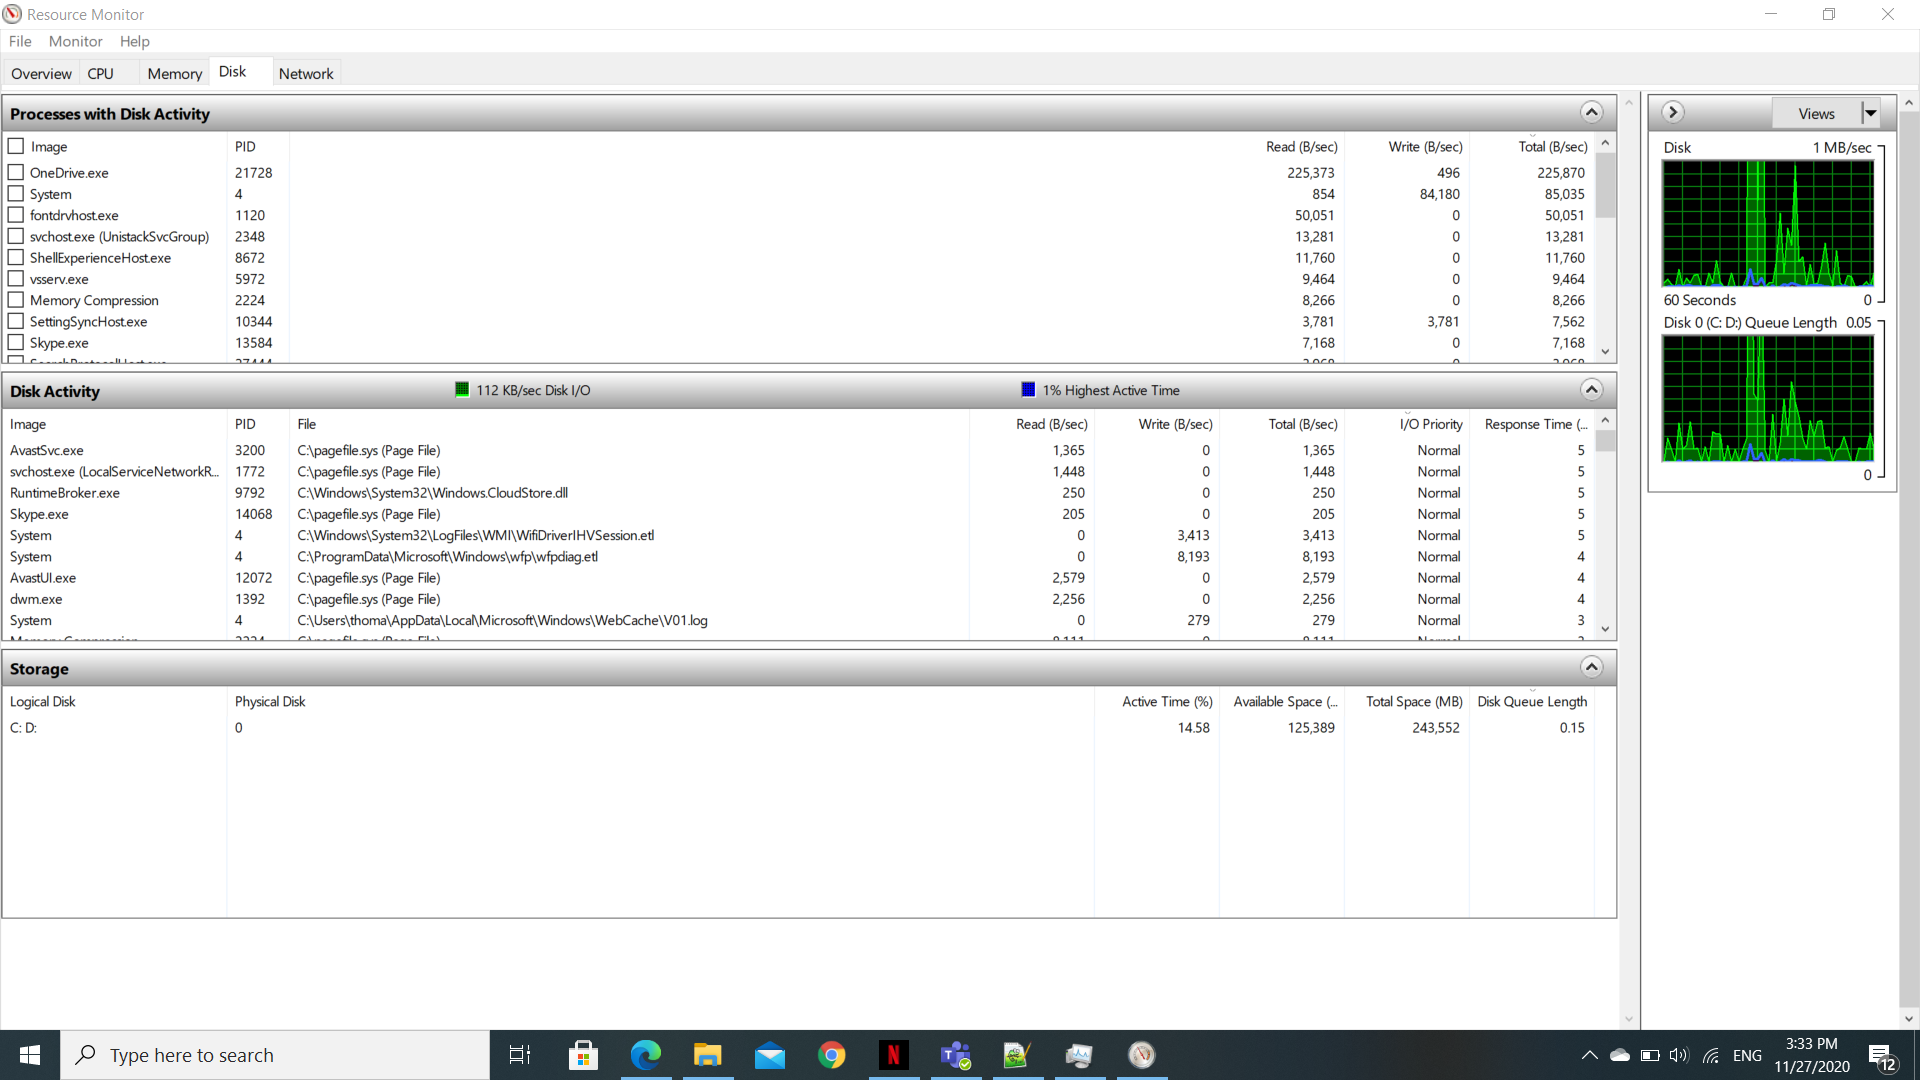 Resource Monitor
File Monitor Help
Overview CPU Memory Disk Network
Processes with Disk Activity
Image PID Read (B/sec) Write (B/sec) Total (B/sec)
OneDrive.exe 21728 225,373 496 225,870
System 4 854 84,180 85,035
fontdrvhost.exe 1120 50,051 0 50,051
svchost.exe (UnistackSvcGroup) 2348 13,281 0 13,281
ShellExperienceHost.exe 8672 11,760 0 11,760
vsserv.exe 5972 9,464 0 9,464
Memory Compression 2224 8,266 0 8,266
SettingSyncHost.exe 10344 3,781 3,781 7,562
Skype.exe 13584 7,168 0 7,168
Disk Activity 112 KB/sec Disk I/O 1% Highest Active Time
Image PID File Read (B/sec) Write (B/sec) Total (B/sec) I/O Priority Response Time (...
AvastSvc.exe 3200 C:\pagefile.sys (Page File) 1,365 0 1,365 Normal 5
svchost.exe (LocalServiceNetworkR... 1772 C:\pagefile.sys (Page File) 1,448 0 1,448 Normal 5
RuntimeBroker.exe 9792 C:\Windows\System32\Windows.CloudStore.dll 250 0 250 Normal 5
Skype.exe 14068 C:\pagefile.sys (Page File) 205 0 205 Normal 5
System 4 C:\Windows\System32\LogFiles\WMI\WifiDriverIHVSession.etl 0 3,413 3,413 Normal 5
System 4 C:\ProgramData\Microsoft\Windows\wfp\wfpdiag.etl 0 8,193 8,193 Normal 4
AvastUI.exe 12072 C:\pagefile.sys (Page File) 2,579 0 2,579 Normal 4
dwm.exe 1392 C:\pagefile.sys (Page File) 2,256 0 2,256 Normal 4
System 4 C:\Users\thoma\AppData\Local\Microsoft\Windows\WebCache\V01.log 0 279 279 Normal 3
Storage
Logical Disk Physical Disk Active Time (%) Available Space (... Total Space (MB) Disk Queue Length
C: D: 0 14.58 125,389 243,552 0.15
Views
Disk 1 MB/sec
60 Seconds 0
Disk 0 (C: D:) Queue Length 0.05
0
Type here to search
N
T
ENG
3:33 PM
11/27/2020
12